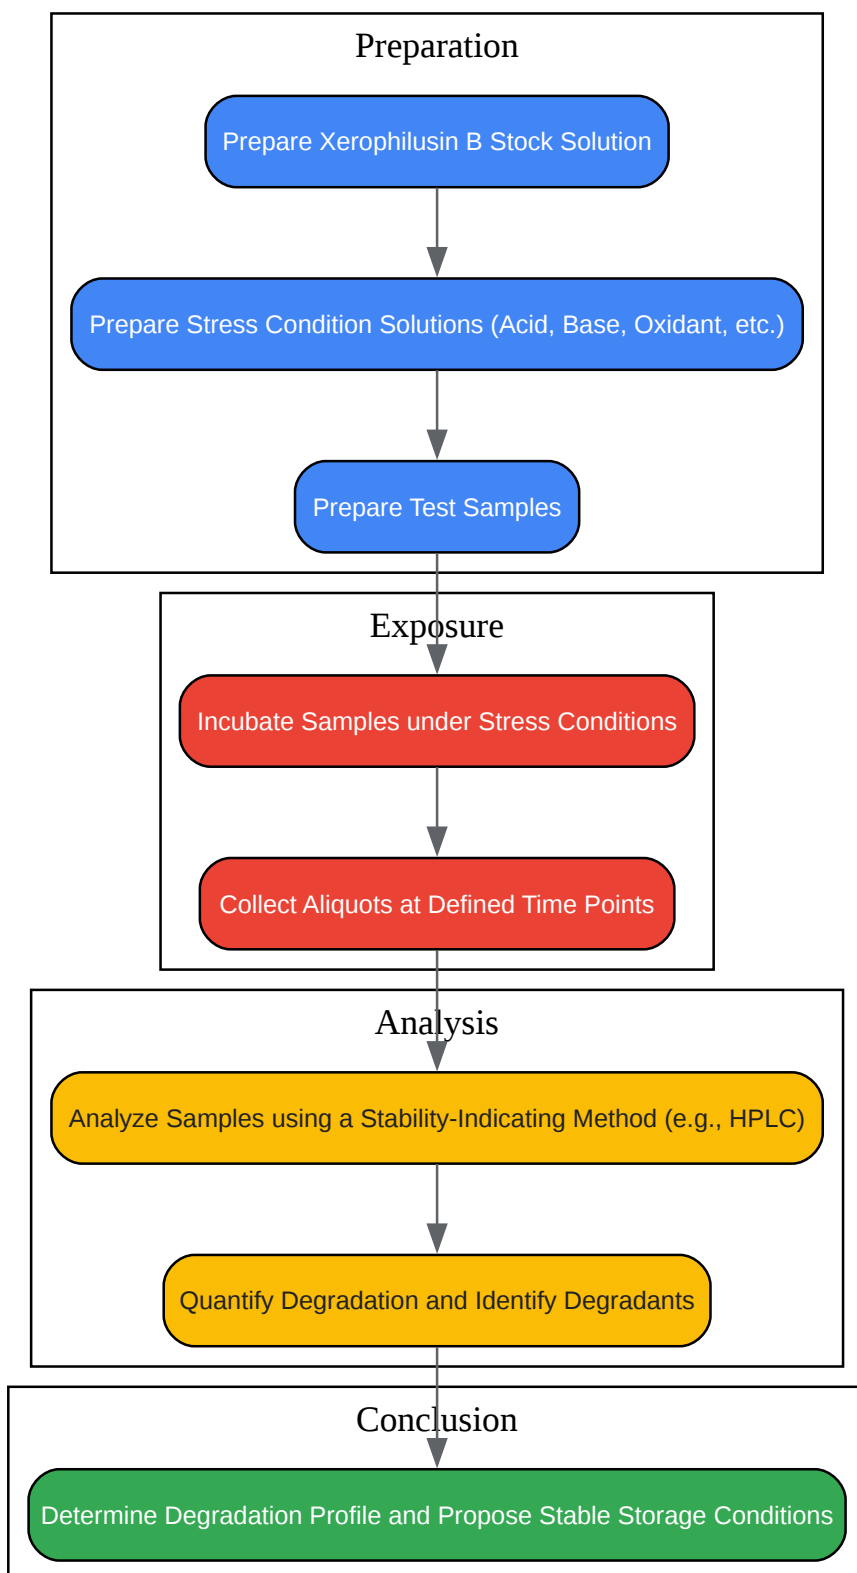 Preparation
Prepare Xerophilusin B Stock Solution
Prepare Stress Condition Solutions (Acid, Base, Oxidant, etc.)
Prepare Test Samples
Exposure
Incubate Samples under Stress Conditions
Collect Aliquots at Defined Time Points
Analysis
Analyze Samples using a Stability-Indicating Method (e.g., HPLC)
Quantify Degradation and Identify Degradants
Conclusion
Determine Degradation Profile and Propose Stable Storage Conditions